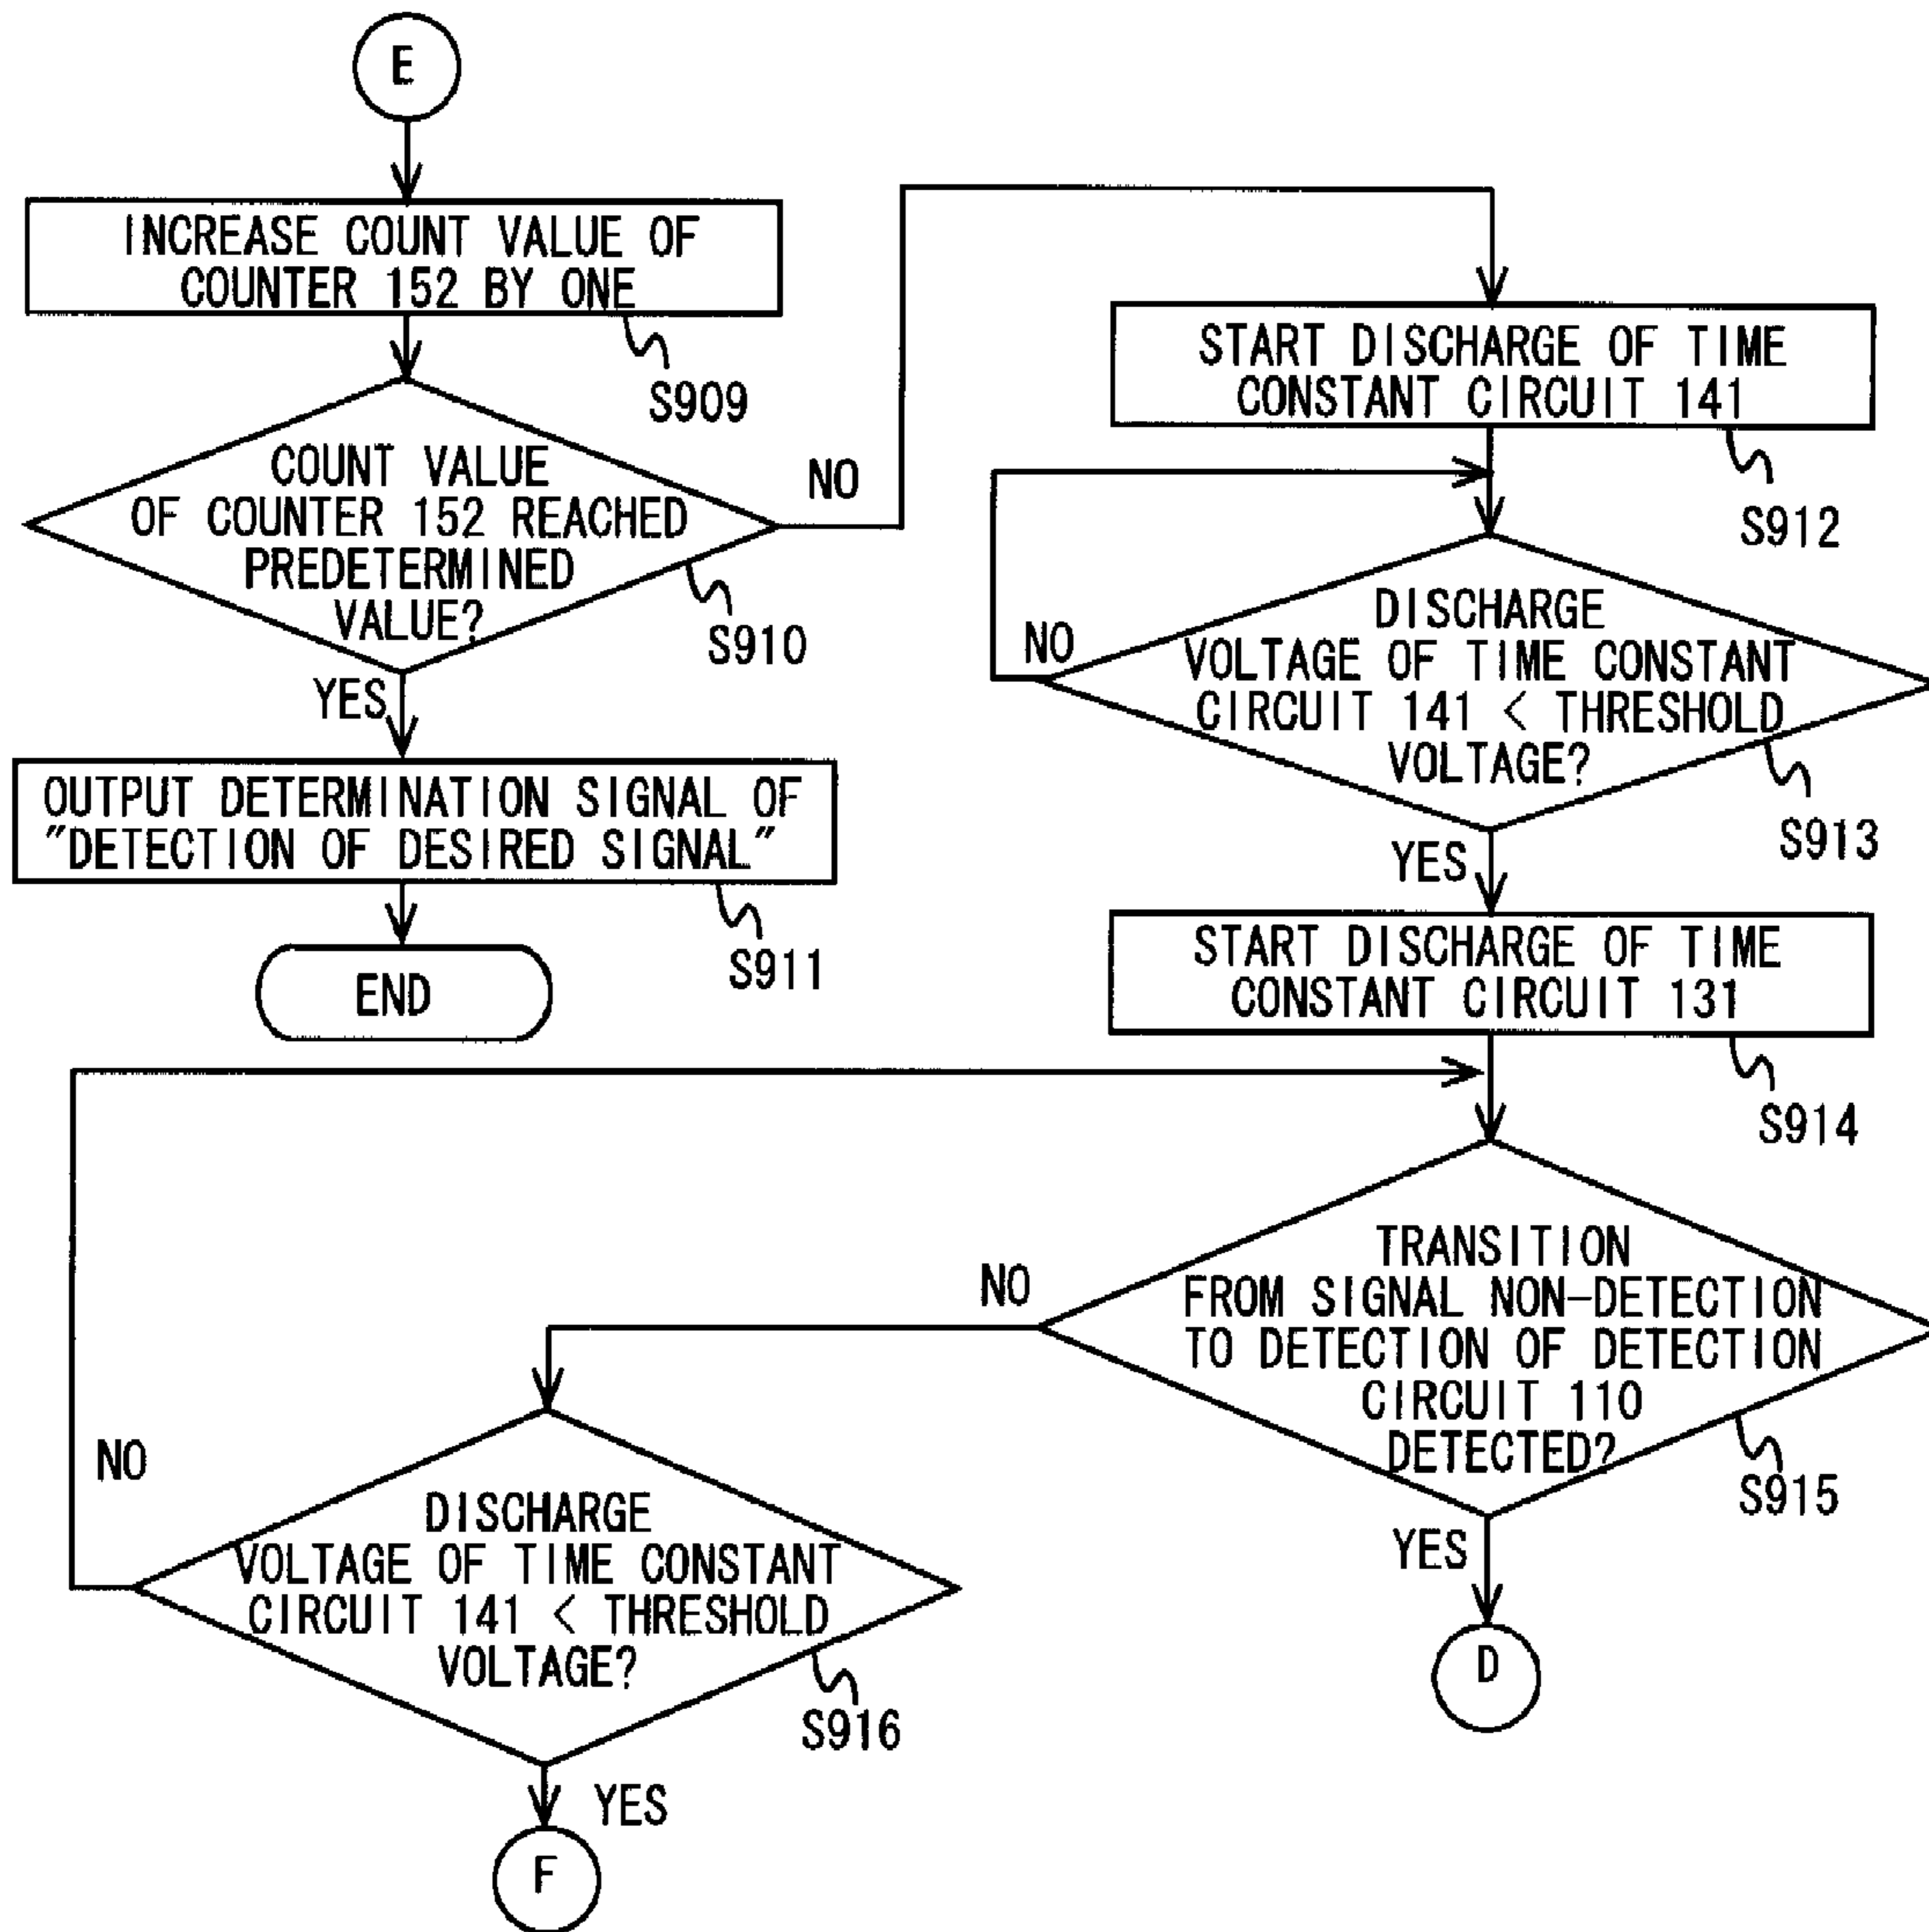 E
INCREASE COUNT VALUE OF
COUNTER 152 BY ONE
S909
COUNT VALUE
OF COUNTER 152 REACHED
PREDETERMINED
VALUE?
S910
NO
YES
OUTPUT DETERMINATION SIGNAL OF
"DETECTION OF DESIRED SIGNAL"
S911
END
START DISCHARGE OF TIME
CONSTANT CIRCUIT 141
S912
DISCHARGE
VOLTAGE OF TIME CONSTANT
CIRCUIT 141 < THRESHOLD
VOLTAGE?
S913
NO
YES
START DISCHARGE OF TIME
CONSTANT CIRCUIT 131
S914
TRANSITION
FROM SIGNAL NON-DETECTION
TO DETECTION OF DETECTION
CIRCUIT 110
DETECTED?
S915
NO
YES
D
DISCHARGE
VOLTAGE OF TIME CONSTANT
CIRCUIT 141 < THRESHOLD
VOLTAGE?
S916
NO
YES
F